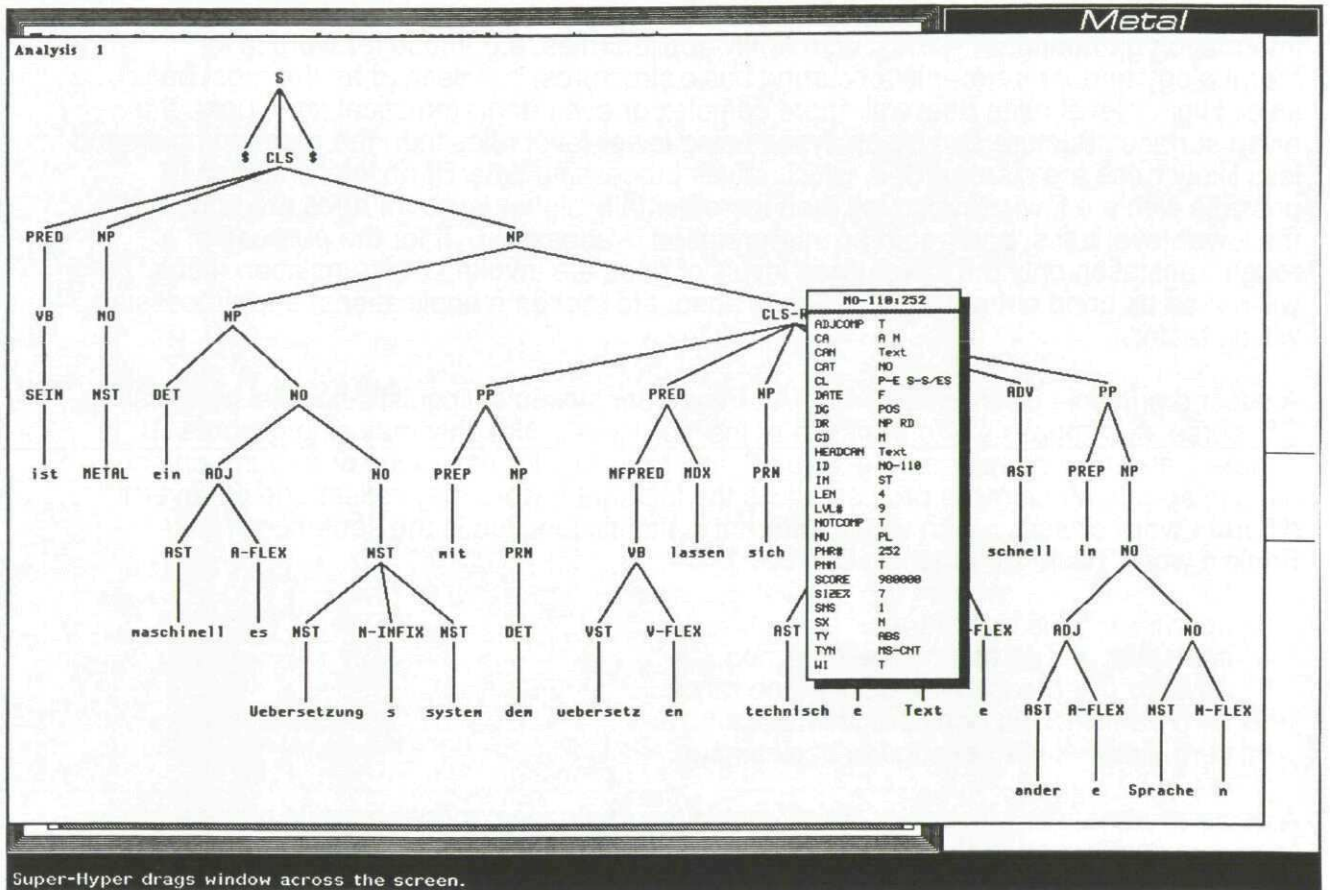 Metal
Analysis 1
S
$ CLS $
PRED NP NP
VB NO NP CLS-R
SEIN NST DET NO PP PRED NP ADV PP
ist METAL ein ADJ NO PREP NP NFPRED MDX PRN AST PREP NP
AST A-FLEX NST mit PRN VB lassen sich schnell in NO
maschinell es NST N-INFIX NST DET VST V-FLEX AST -FLEX ADJ NO
Uebersetzung s system den uebersetz en technisch e Text e AST A-FLEX NST N-FLEX
ander e Sprache n
NO-110:252
ADJCOMP T
CA A N
CAN Text
CAT NO
CL P-E S-S/ES
DATE F
DG POS
DR NP RD
GD M
HEADCAN Text
ID NO-110
IN ST
LEN 4
LVL# 9
NOTCOMP T
NU PL
PHR# 252
PNM T
SCORE 980000
SIZEX 7
SNS 1
SX N
TY ABS
TYN MS-CNT
WI T
Super-Hyper drags window across the screen.